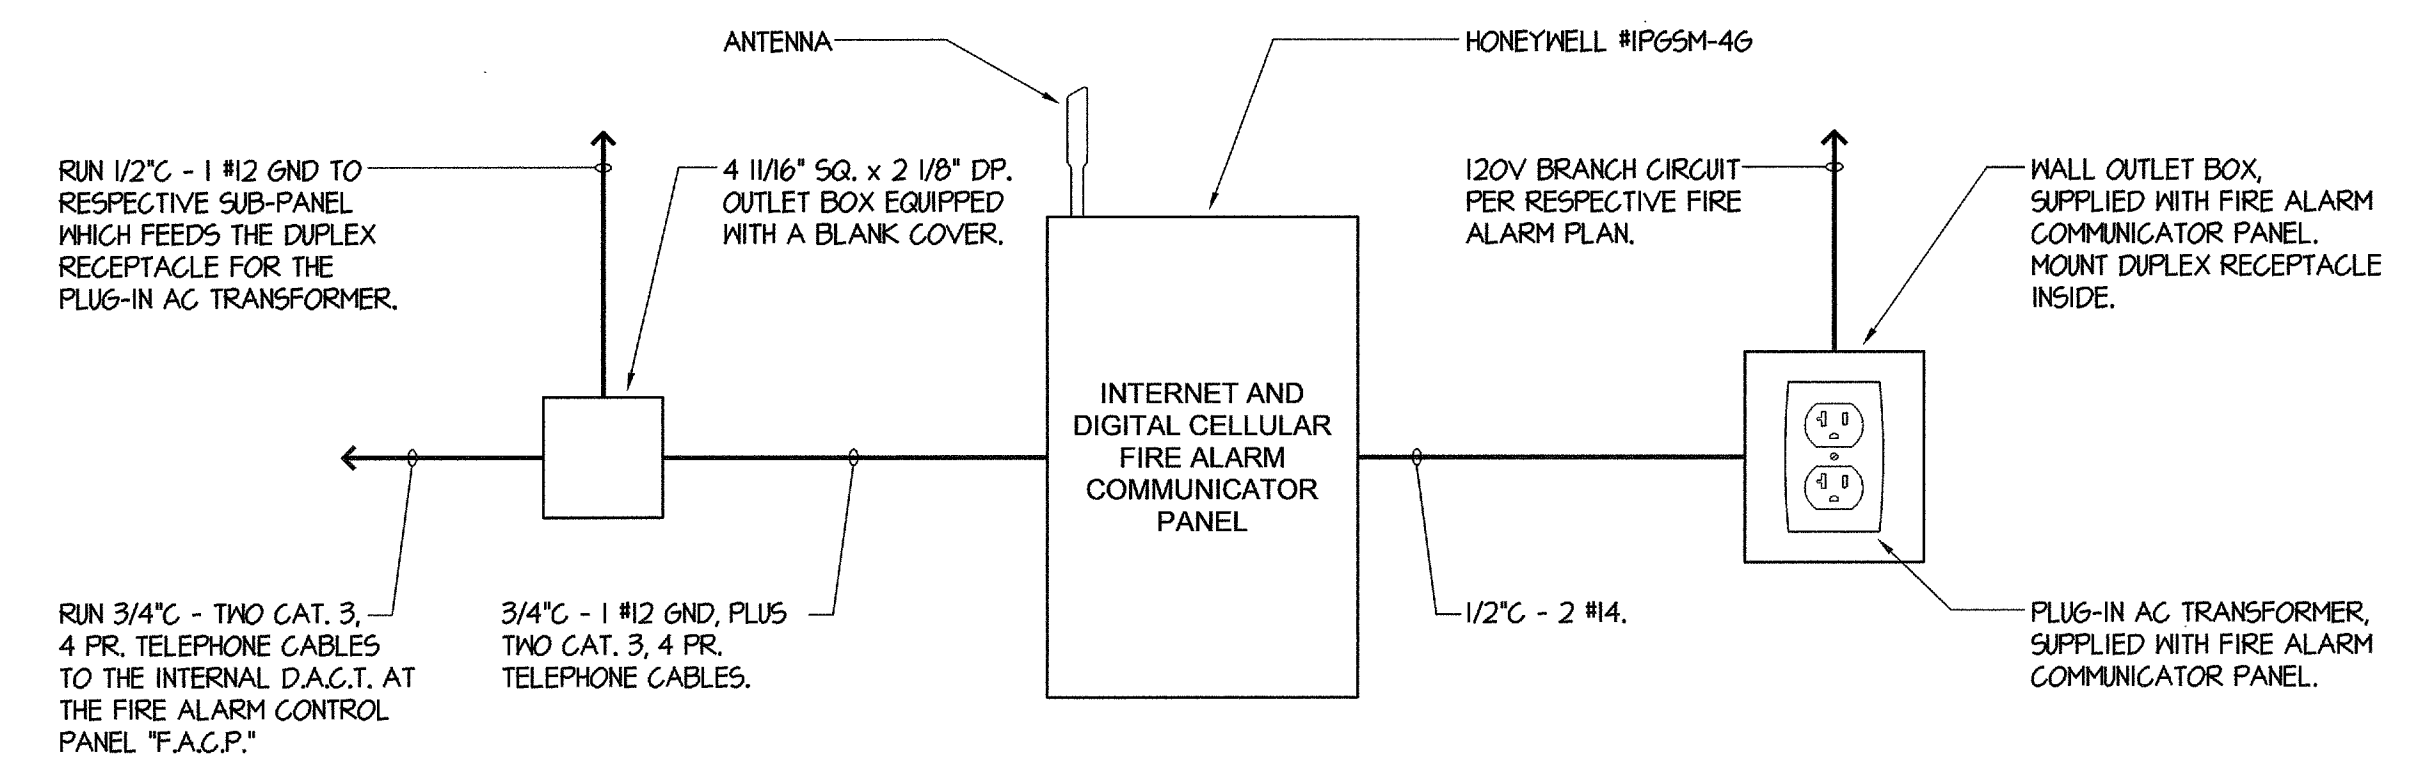 ANTENNA
HONEYWELL #IPGSM-4G
RUN 1/2"C - 1 #12 GND TO
RESPECTIVE SUB-PANEL
WHICH FEEDS THE DUPLEX
RECEPTACLE FOR THE
PLUG-IN AC TRANSFORMER.
4 11/16" SQ. x 2 1/8" DP.
OUTLET BOX EQUIPPED
WITH A BLANK COVER.
120V BRANCH CIRCUIT
PER RESPECTIVE FIRE
ALARM PLAN.
WALL OUTLET BOX,
SUPPLIED WITH FIRE ALARM
COMMUNICATOR PANEL.
MOUNT DUPLEX RECEPTACLE
INSIDE.
INTERNET AND
DIGITAL CELLULAR
FIRE ALARM
COMMUNICATOR
PANEL
RUN 3/4"C - TWO CAT. 3,
4 PR. TELEPHONE CABLES
TO THE INTERNAL D.A.C.T. AT
THE FIRE ALARM CONTROL
PANEL "F.A.C.P."
3/4"C - 1 #12 GND, PLUS
TWO CAT. 3, 4 PR.
TELEPHONE CABLES.
1/2"C - 2 #14.
PLUG-IN AC TRANSFORMER,
SUPPLIED WITH FIRE ALARM
COMMUNICATOR PANEL.